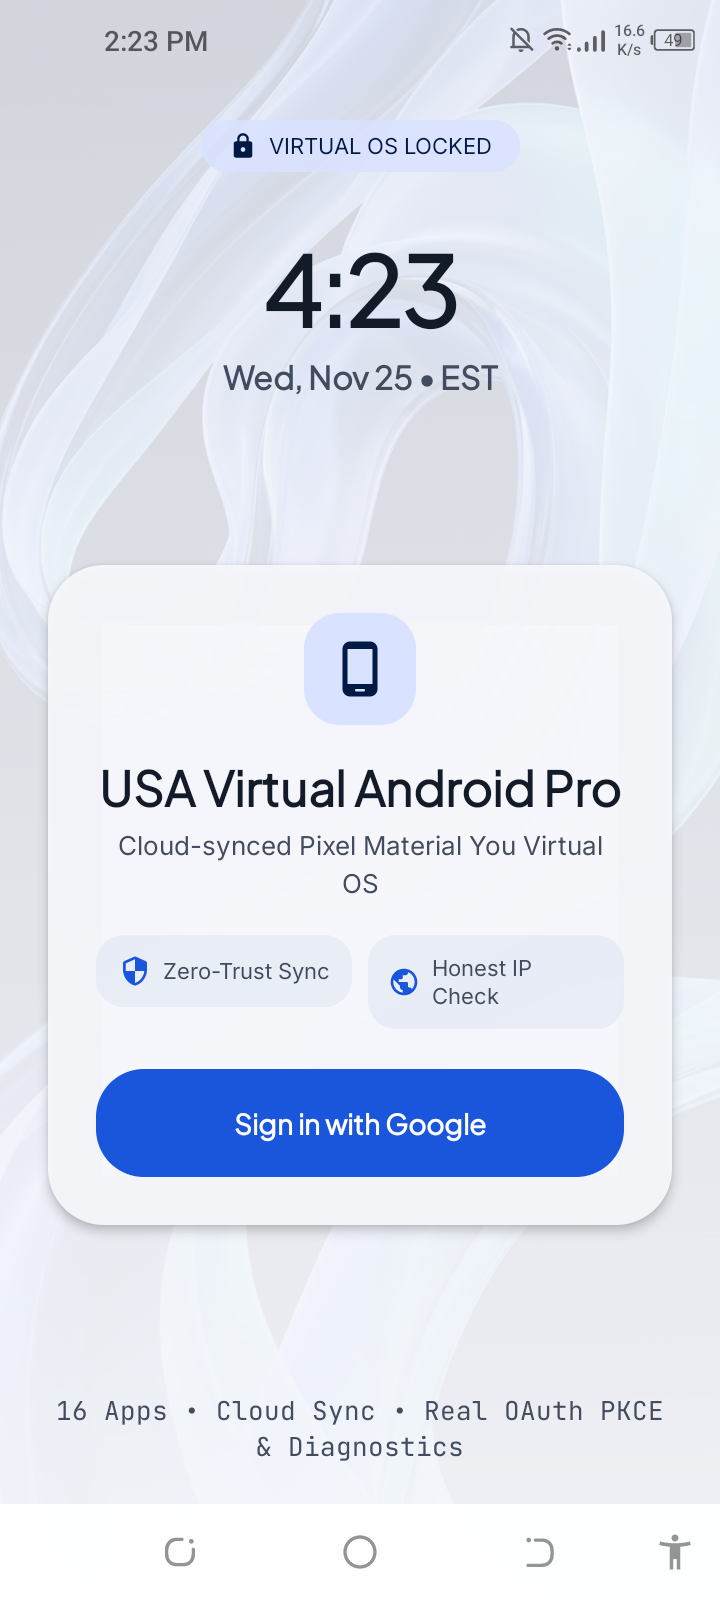 2:23 PM
16.6
K/s
49
VIRTUAL OS LOCKED
4:23
Wed, Nov 25 • EST
USA Virtual Android Pro
Cloud-synced Pixel Material You Virtual
OS
Zero-Trust Sync
Honest IP
Check
Sign in with Google
16 Apps • Cloud Sync • Real OAuth PKCE
& Diagnostics